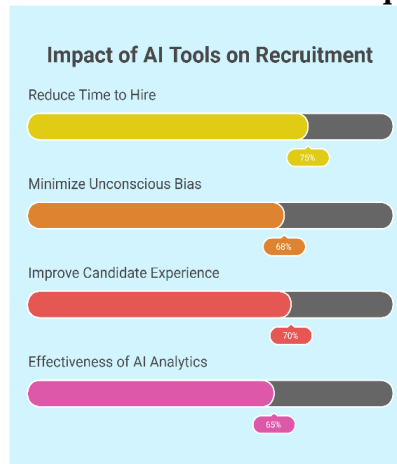 Impact of AI Tools on Recruitment
Reduce Time to Hire
75%
Minimize Unconscious Bias
68%
Improve Candidate Experience
70%
Effectiveness of AI Analytics
65%